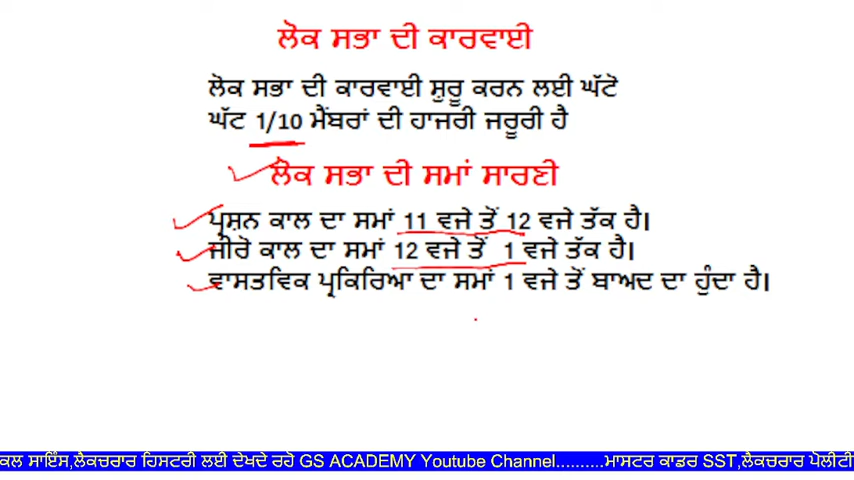 ਲੋਕ ਸਭਾ ਦੀ ਕਾਰਵਾਈ
ਲੋਕ ਸਭਾ ਦੀ ਕਾਰਵਾਈ ਸ਼ੁਰੂ ਕਰਨ ਲਈ ਘੱਟੋ
ਘੱਟ 1/10 ਮੈਂਬਰਾਂ ਦੀ ਹਾਜਰੀ ਜਰੂਰੀ ਹੈ
ਲੋਕ ਸਭਾ ਦੀ ਸਮਾਂ ਸਾਰਣੀ
ਪ੍ਰਸ਼ਨ ਕਾਲ ਦਾ ਸਮਾਂ 11 ਵਜੇ ਤੋਂ 12 ਵਜੇ ਤੱਕ ਹੈ।
ਜੀਰੋ ਕਾਲ ਦਾ ਸਮਾਂ 12 ਵਜੇ ਤੋਂ 1 ਵਜੇ ਤੱਕ ਹੈ।
ਵਾਸਤਵਿਕ ਪ੍ਰਕਿਰਿਆ ਦਾ ਸਮਾਂ 1 ਵਜੇ ਤੋਂ ਬਾਅਦ ਦਾ ਹੁੰਦਾ ਹੈ।
ਕਲ ਸਾਇੰਸ,ਲੈਕਚਰਾਰ ਹਿਸਟਰੀ ਲਈ ਦੇਖਦੇ ਰਹੋ GS ACADEMY Youtube Channel..........ਮਾਸਟਰ ਕਾਡਰ SST,ਲੈਕਚਰਾਰ ਪੋਲੀਟੀ